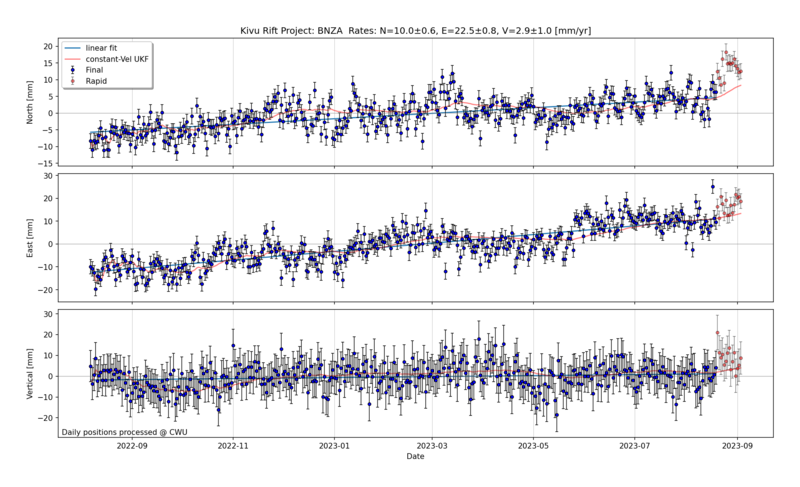 Kivu Rift Project: BNZA  Rates: N=10.0±0.6, E=22.5±0.8, V=2.9±1.0 [mm/yr]
linear fit
constant-Vel UKF
Final
Rapid
North [mm]
20
15
10
5
0
−5
−10
−15
East [mm]
30
20
10
0
−10
−20
Vertical [mm]
30
20
10
0
−10
−20
Daily positions processed @ CWU
2022-09 2022-11 2023-01 2023-03 2023-05 2023-07 2023-09
Date